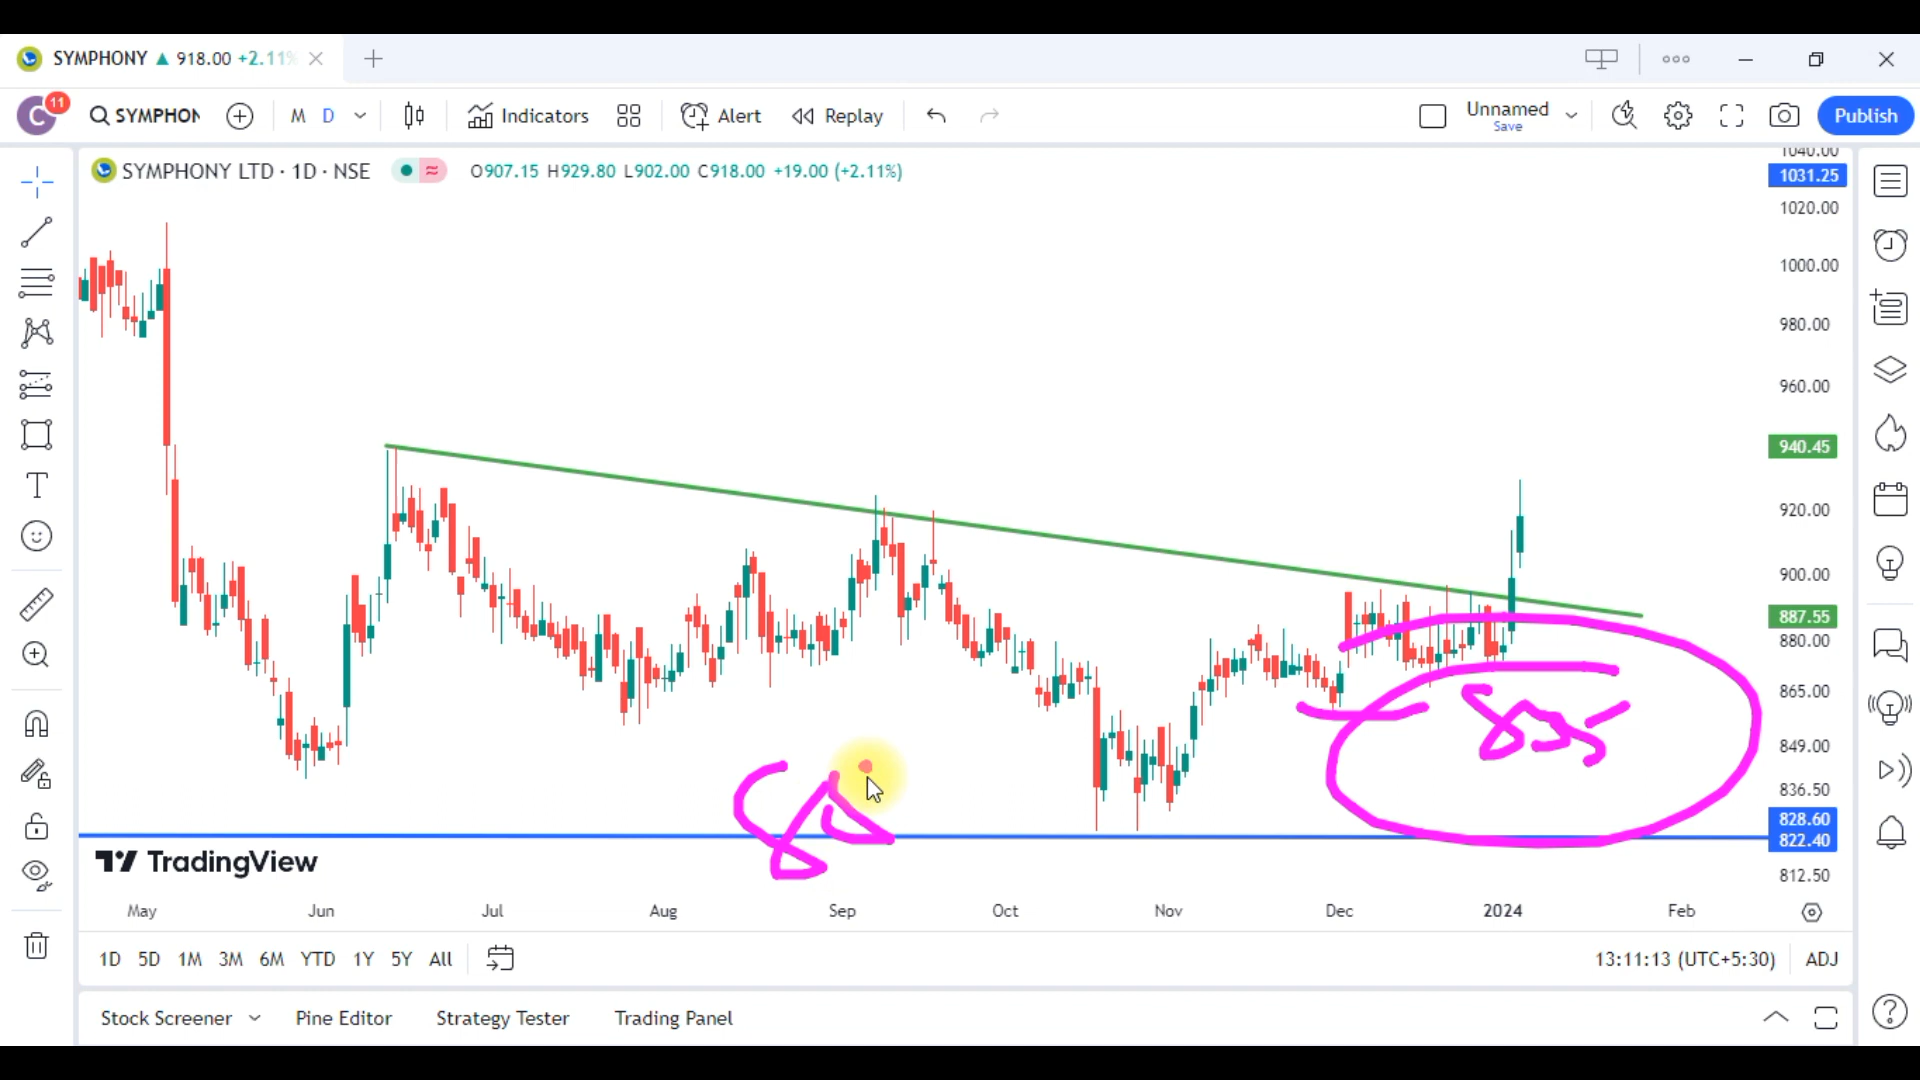 SYMPHONY ▲ 918.00 +2.11%
C 11 SYMPHON M D Indicators Alert Replay Unnamed Save Publish
SYMPHONY LTD · 1D · NSE O907.15 H929.80 L902.00 C918.00 +19.00 (+2.11%)
1040.00
1031.25
1020.00
1000.00
980.00
960.00
940.45
920.00
900.00
887.55
880.00
865.00
855
849.00
836.50
828.60
822.40
812.50
TradingView
May Jun Jul Aug Sep Oct Nov Dec 2024 Feb
1D 5D 1M 3M 6M YTD 1Y 5Y All 13:11:13 (UTC+5:30) ADJ
Stock Screener Pine Editor Strategy Tester Trading Panel